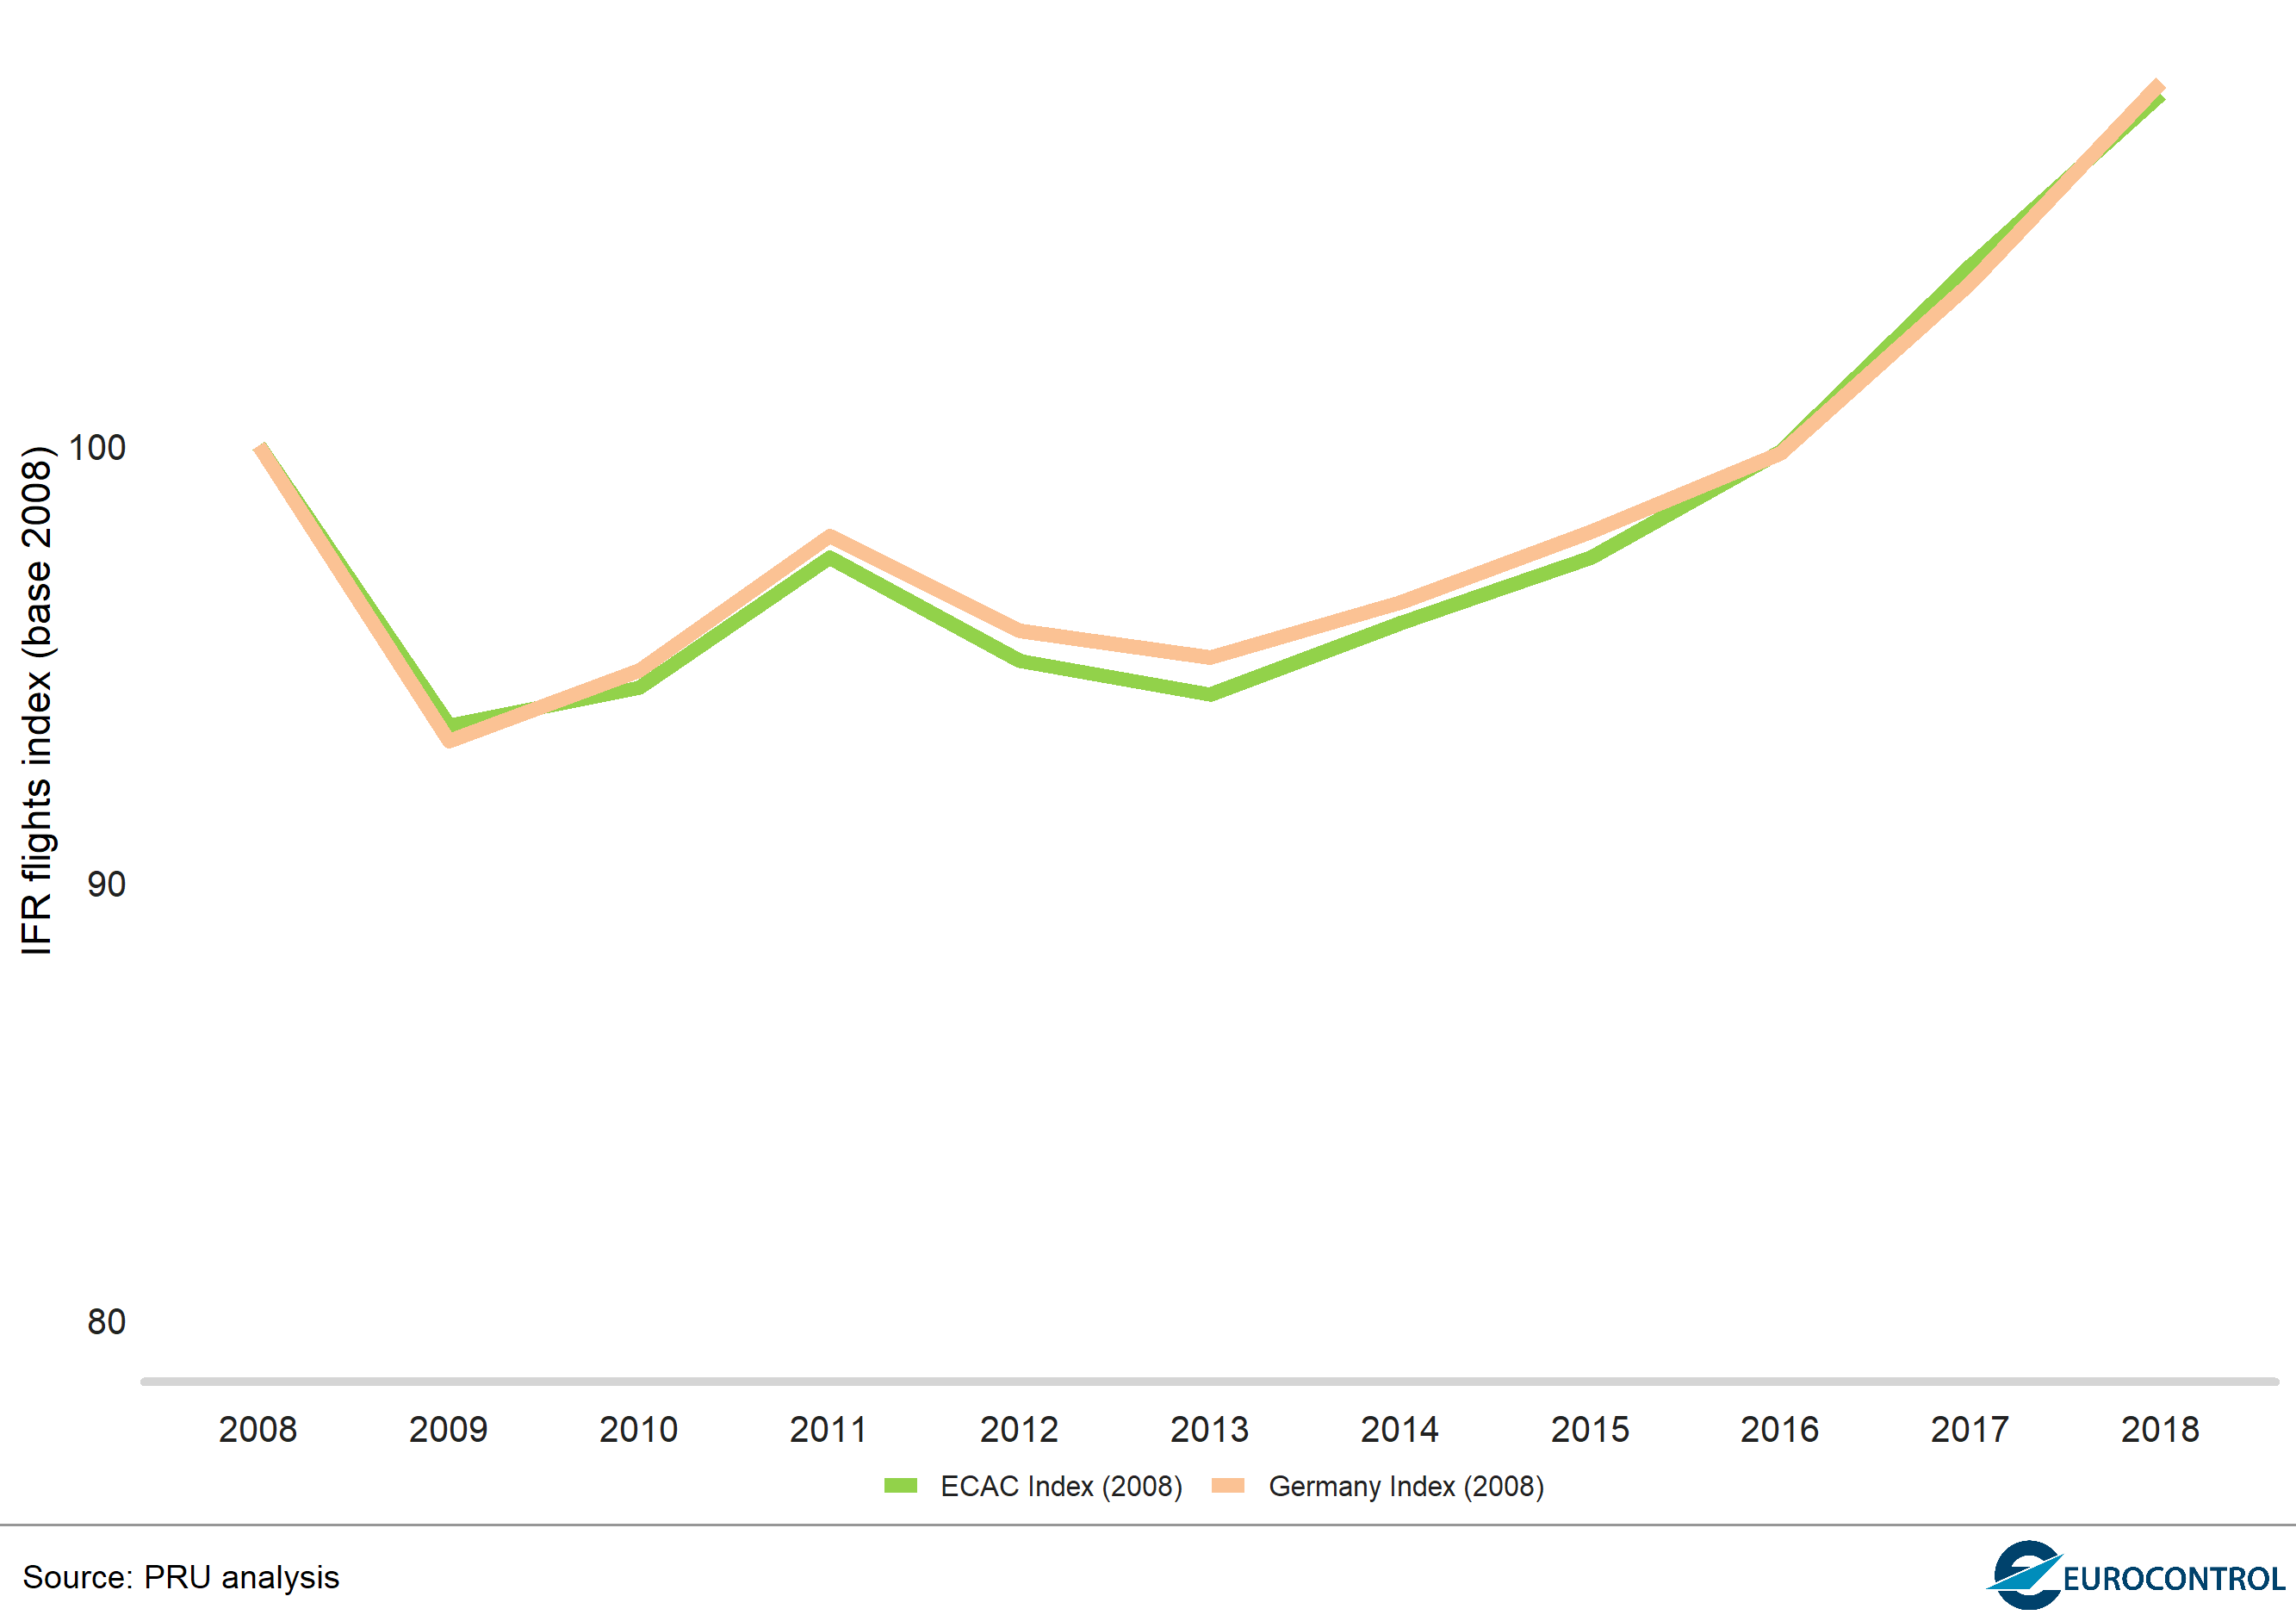 IFR flights index (base 2008)
100
90
80
2008 2009 2010 2011 2012 2013 2014 2015 2016 2017 2018
ECAC Index (2008) Germany Index (2008)
Source: PRU analysis
EUROCONTROL